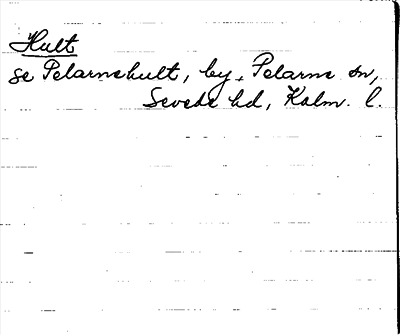 Hult
se Pelarnehult, by, Pelarne sn,
Sevede hd, Kalm. l.